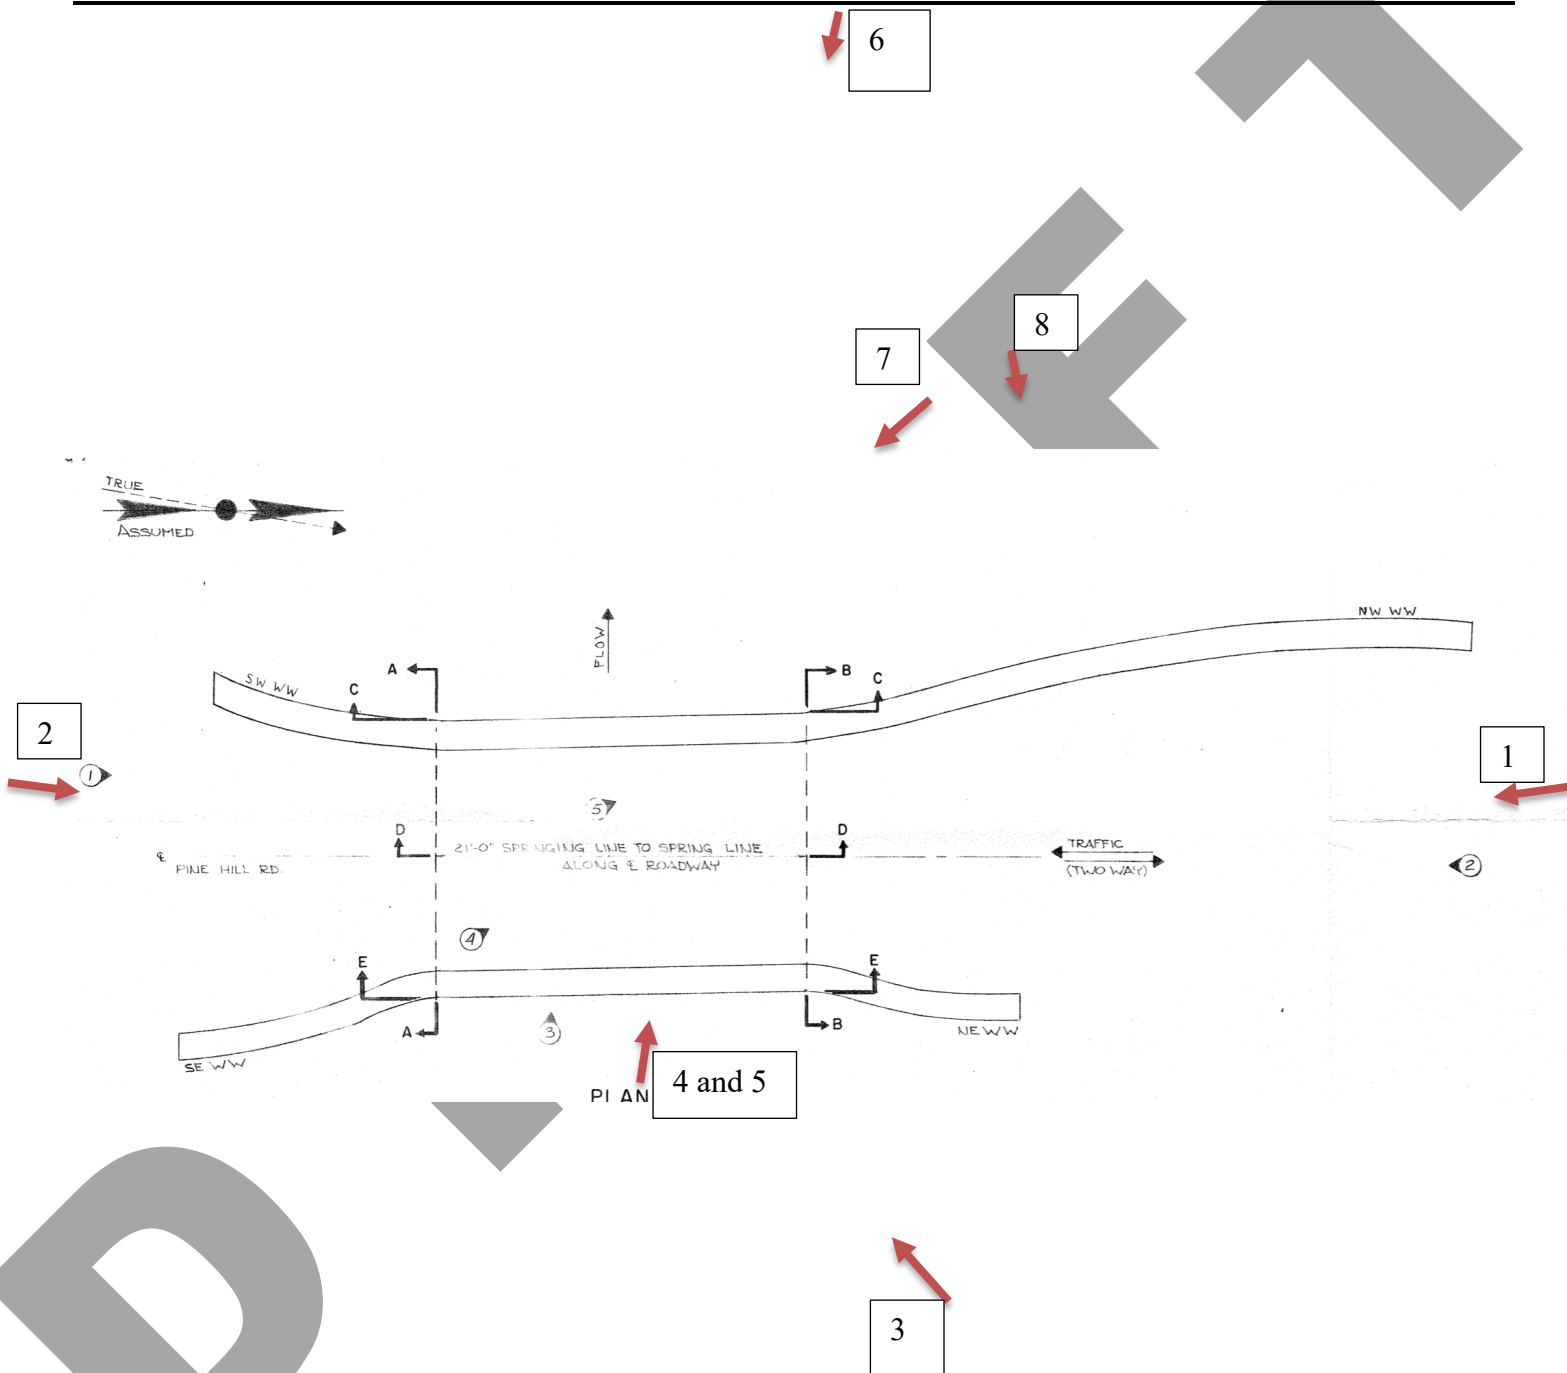 6
8
7
TRUE
ASSUMED
NW WW
FLOW
A
B
SW WW
C
C
2
1
1
5
D
D
21'-0" SPRINGING LINE TO SPRING LINE
ALONG ℄ ROADWAY
℄
PINE HILL RD.
TRAFFIC
(TWO WAY)
2
4
E
E
A
B
3
NE WW
SE WW
PLAN
4 and 5
3